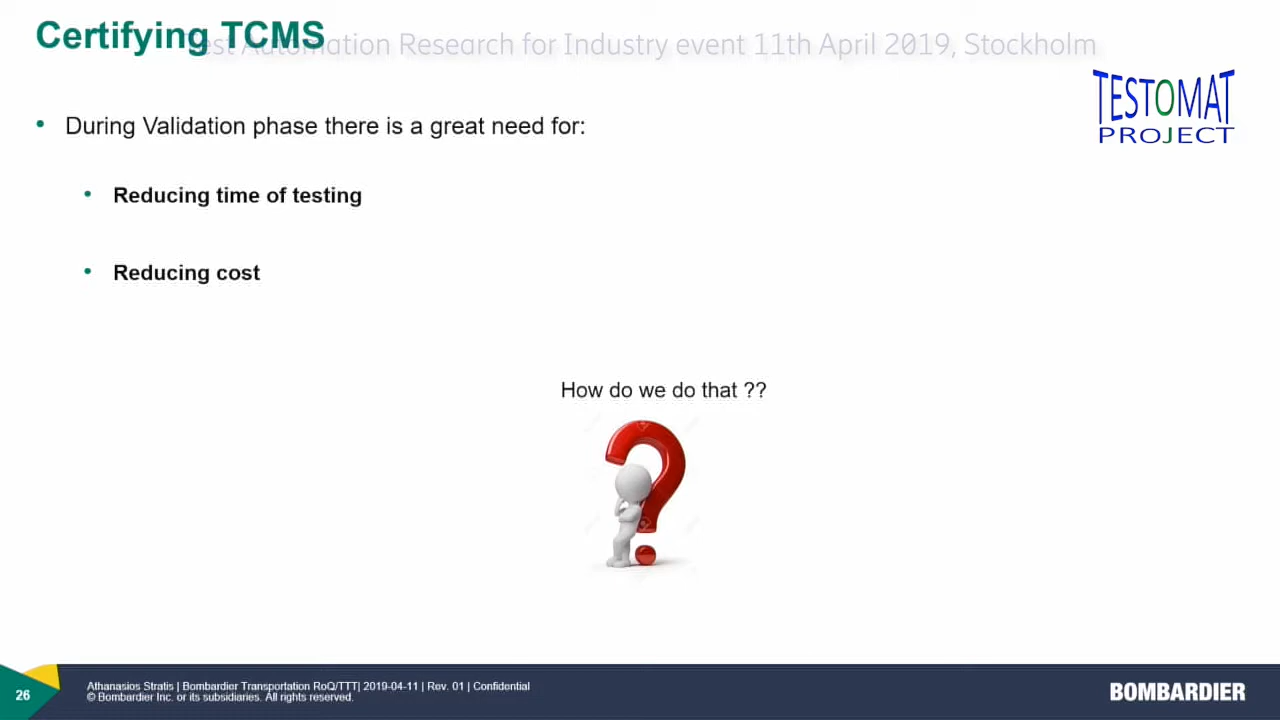 Certifying TCMS
Test Automation Research for Industry event 11th April 2019, Stockholm
TESTOMAT
PROJECT
• During Validation phase there is a great need for:
• Reducing time of testing
• Reducing cost
How do we do that ??
26
Athanasios Stratis | Bombardier Transportation RoQ/TTT| 2019-04-11 | Rev. 01 | Confidential
© Bombardier Inc. or its subsidiaries. All rights reserved.
BOMBARDIER